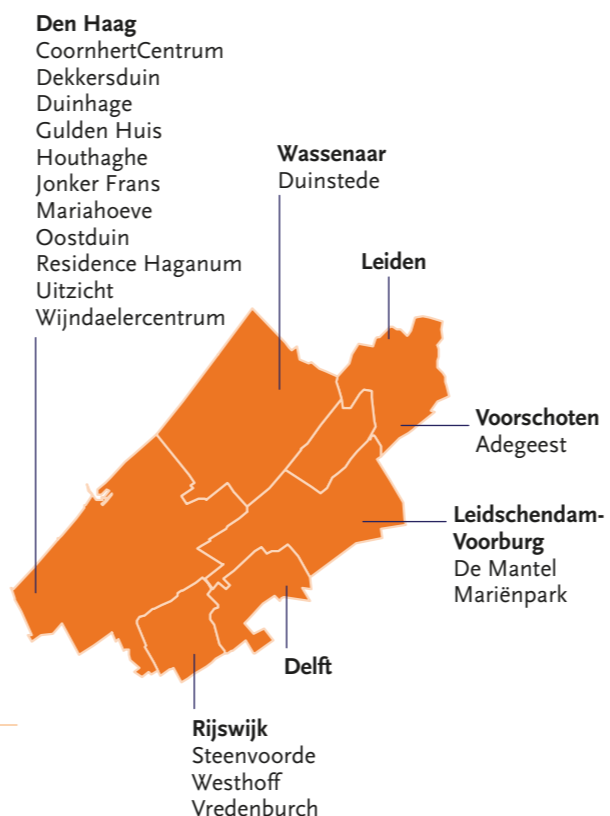 Den Haag
CoornhertCentrum
Dekkersduin
Duinhage
Gulden Huis
Houthaghe
Jonker Frans
Mariahoeve
Oostduin
Residence Haganum
Uitzicht
Wijndaelercentrum
Wassenaar
Duinstede
Leiden
Voorschoten
Adegeest
Leidschendam-
Voorburg
De Mantel
Mariënpark
Delft
Rijswijk
Steenvoorde
Westhoff
Vredenburch